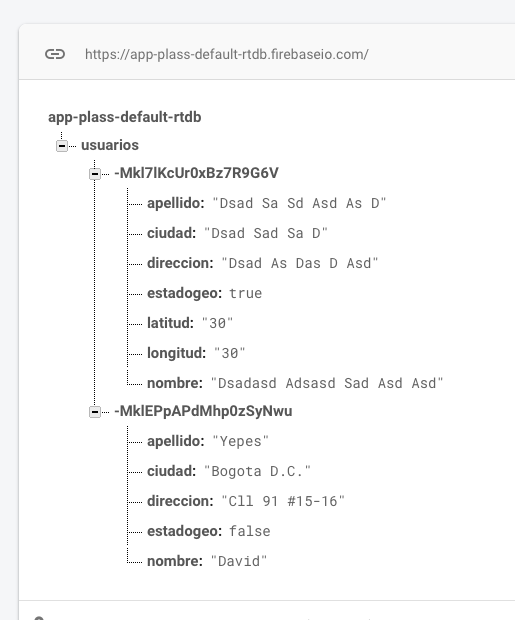 https://app-plass-default-rtdb.firebaseio.com/
app-plass-default-rtdb
usuarios
-Mkl7lKcUr0xBz7R9G6V
apellido: "Dsad Sa Sd Asd As D"
ciudad: "Dsad Sad Sa D"
direccion: "Dsad As Das D Asd"
estadogeo: true
latitud: "30"
longitud: "30"
nombre: "Dsadasd Adsasd Sad Asd Asd"
-MklEPpAPdMhp0zSyNwu
apellido: "Yepes"
ciudad: "Bogota D.C."
direccion: "Cll 91 #15-16"
estadogeo: false
nombre: "David"